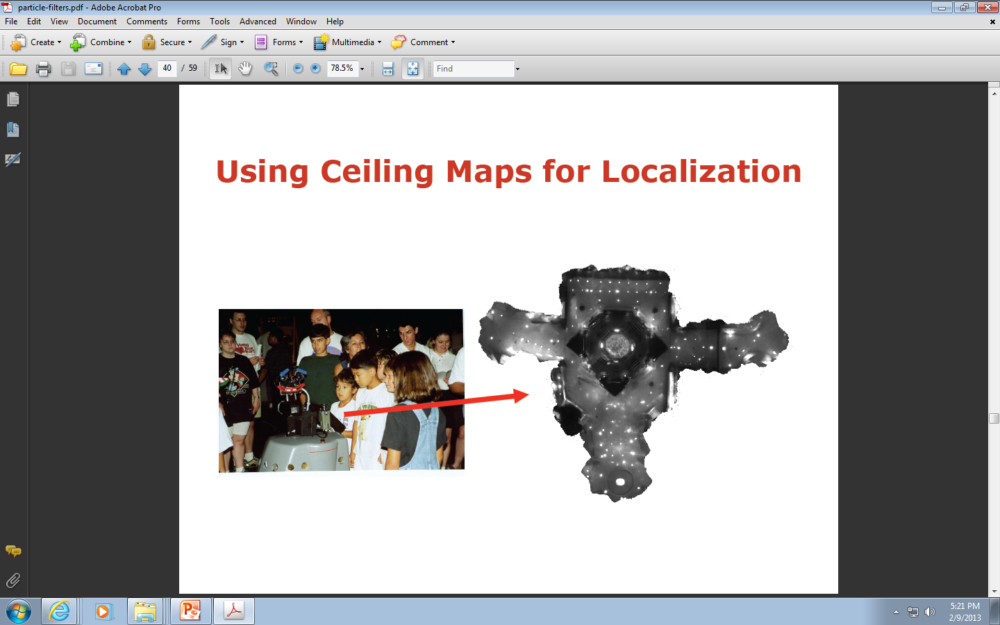 particle-filters.pdf - Adobe Acrobat Pro
File Edit View Document Comments Forms Tools Advanced Window Help
Create Combine Secure Sign Forms Multimedia Comment
40 / 59 78.5% Find
Using Ceiling Maps for Localization
5:21 PM
2/9/2013